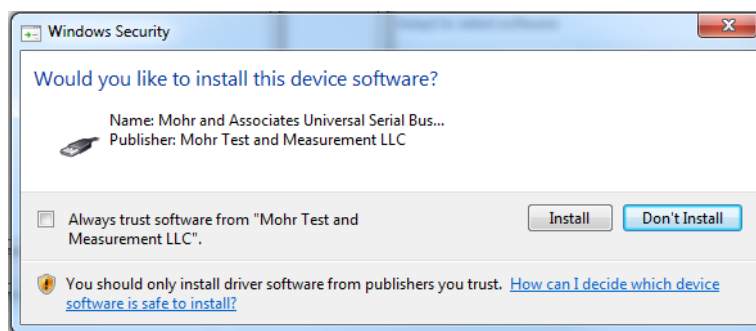 Windows Security
Would you like to install this device software?
Name: Mohr and Associates Universal Serial Bus...
Publisher: Mohr Test and Measurement LLC
Always trust software from "Mohr Test and
Measurement LLC".
Install
Don't Install
You should only install driver software from publishers you trust. How can I decide which device
software is safe to install?